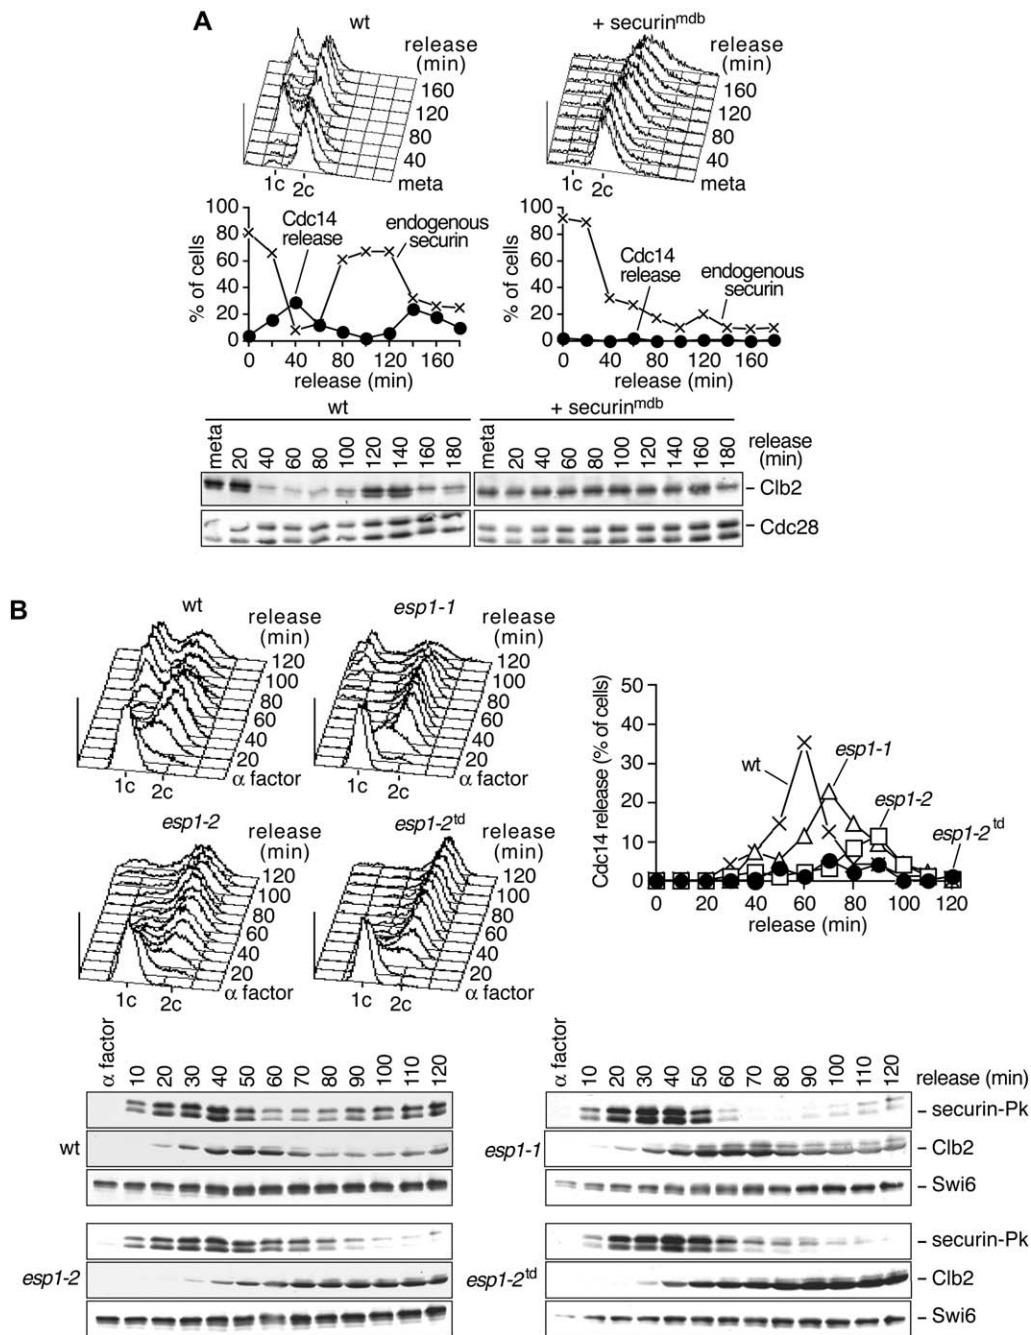 A
wt
+ securinmdb
release
(min)
160
120
80
40
meta
1c
2c
release
(min)
160
120
80
40
meta
1c
2c
% of cells
100
80
60
40
20
0
Cdc14
release
endogenous
securin
0
40
80
120
160
release (min)
% of cells
100
80
60
40
20
0
Cdc14
release
endogenous
securin
0
40
80
120
160
release (min)
wt
+ securinmdb
meta 20 40 60 80 100 120 140 160 180
meta 20 40 60 80 100 120 140 160 180
release
(min)
– Clb2
– Cdc28
B
wt
release
(min)
120
100
80
60
40
20
α factor
1c
2c
esp1-1
release
(min)
120
100
80
60
40
20
α factor
1c
2c
esp1-2
release
(min)
120
100
80
60
40
20
α factor
1c
2c
esp1-2td
release
(min)
120
100
80
60
40
20
α factor
1c
2c
Cdc14 release (% of cells)
50
40
30
20
10
0
wt
esp1-1
esp1-2
esp1-2td
0 20 40 60 80 100 120
release (min)
α factor 10 20 30 40 50 60 70 80 90 100 110 120
α factor 10 20 30 40 50 60 70 80 90 100 110 120
release (min)
wt
esp1-1
– securin-Pk
– Clb2
– Swi6
esp1-2
esp1-2td
– securin-Pk
– Clb2
– Swi6